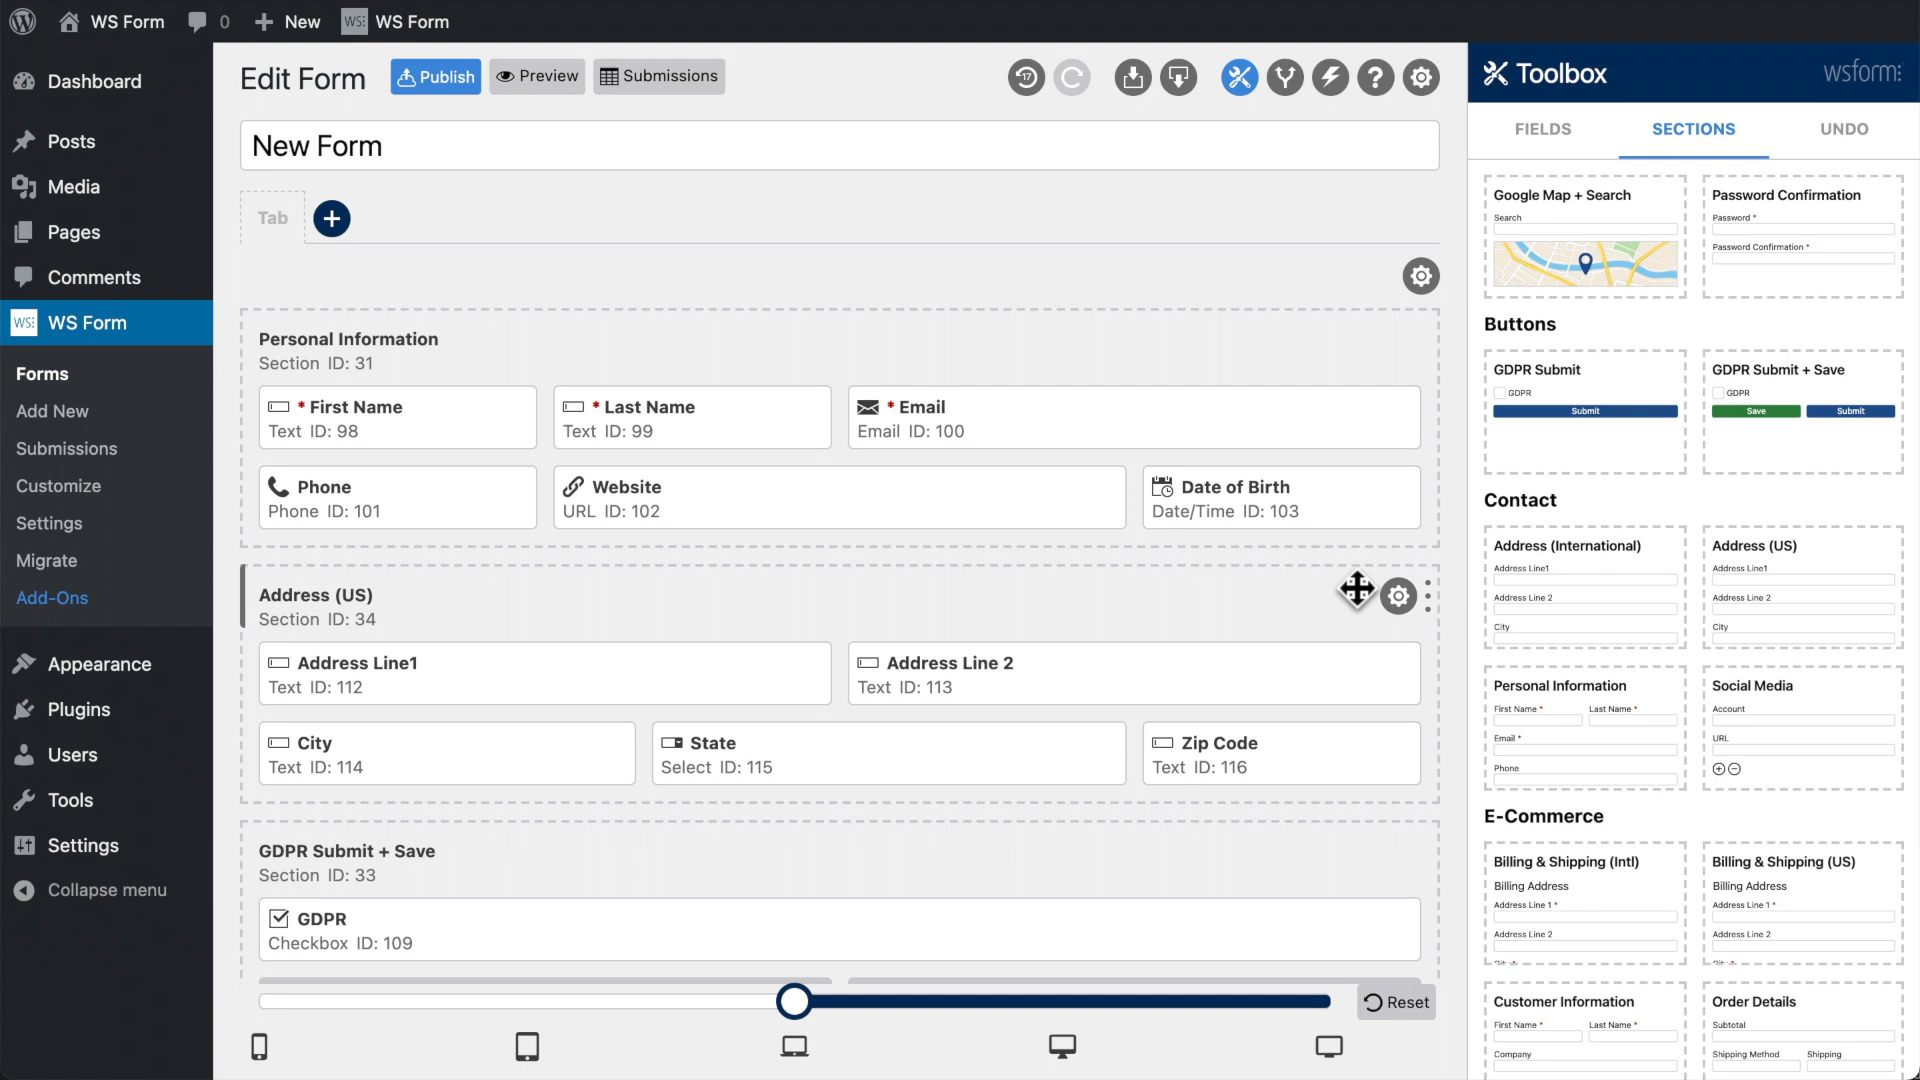 WS Form
0
New
WS:
WS Form
Dashboard
Posts
Media
Pages
Comments
WS:
WS Form
Forms
Add New
Submissions
Customize
Settings
Migrate
Add-Ons
Appearance
Plugins
Users
Tools
Settings
Collapse menu
Edit Form
Publish
Preview
Submissions
17
New Form
Tab
Personal Information
Section ID: 31
* First Name
Text ID: 98
* Last Name
Text ID: 99
* Email
Email ID: 100
Phone
Phone ID: 101
Website
URL ID: 102
Date of Birth
Date/Time ID: 103
Address (US)
Section ID: 34
Address Line1
Text ID: 112
Address Line 2
Text ID: 113
City
Text ID: 114
State
Select ID: 115
Zip Code
Text ID: 116
GDPR Submit + Save
Section ID: 33
GDPR
Checkbox ID: 109
Reset
Toolbox
wsform
FIELDS
SECTIONS
UNDO
Google Map + Search
Search
Password Confirmation
Password *
Password Confirmation *
Buttons
GDPR Submit
GDPR
Submit
GDPR Submit + Save
GDPR
Save
Submit
Contact
Address (International)
Address Line1
Address Line 2
City
Address (US)
Address Line1
Address Line 2
City
Personal Information
First Name *
Last Name *
Email *
Phone
Social Media
Account
URL
E-Commerce
Billing & Shipping (Intl)
Billing Address
Address Line 1 *
Address Line 2
Billing & Shipping (US)
Billing Address
Address Line 1 *
Address Line 2
Customer Information
First Name *
Last Name *
Company
Order Details
Subtotal
Shipping Method
Shipping